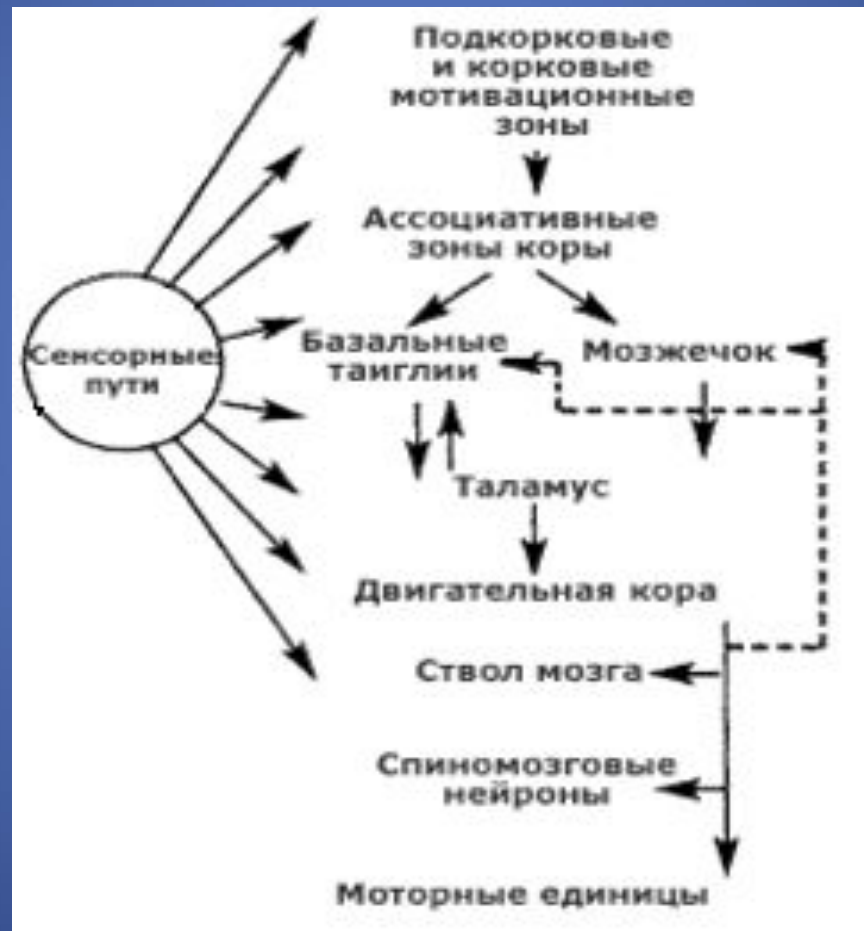 Подкорковые
и корковые
мотивационные
зоны
Ассоциативные
зоны коры
Сенсорные
пути
Базальные
таиглии
Мозжечок
Таламус
Двигательная кора
Ствол мозга
Спиномозговые
нейроны
Моторные единицы